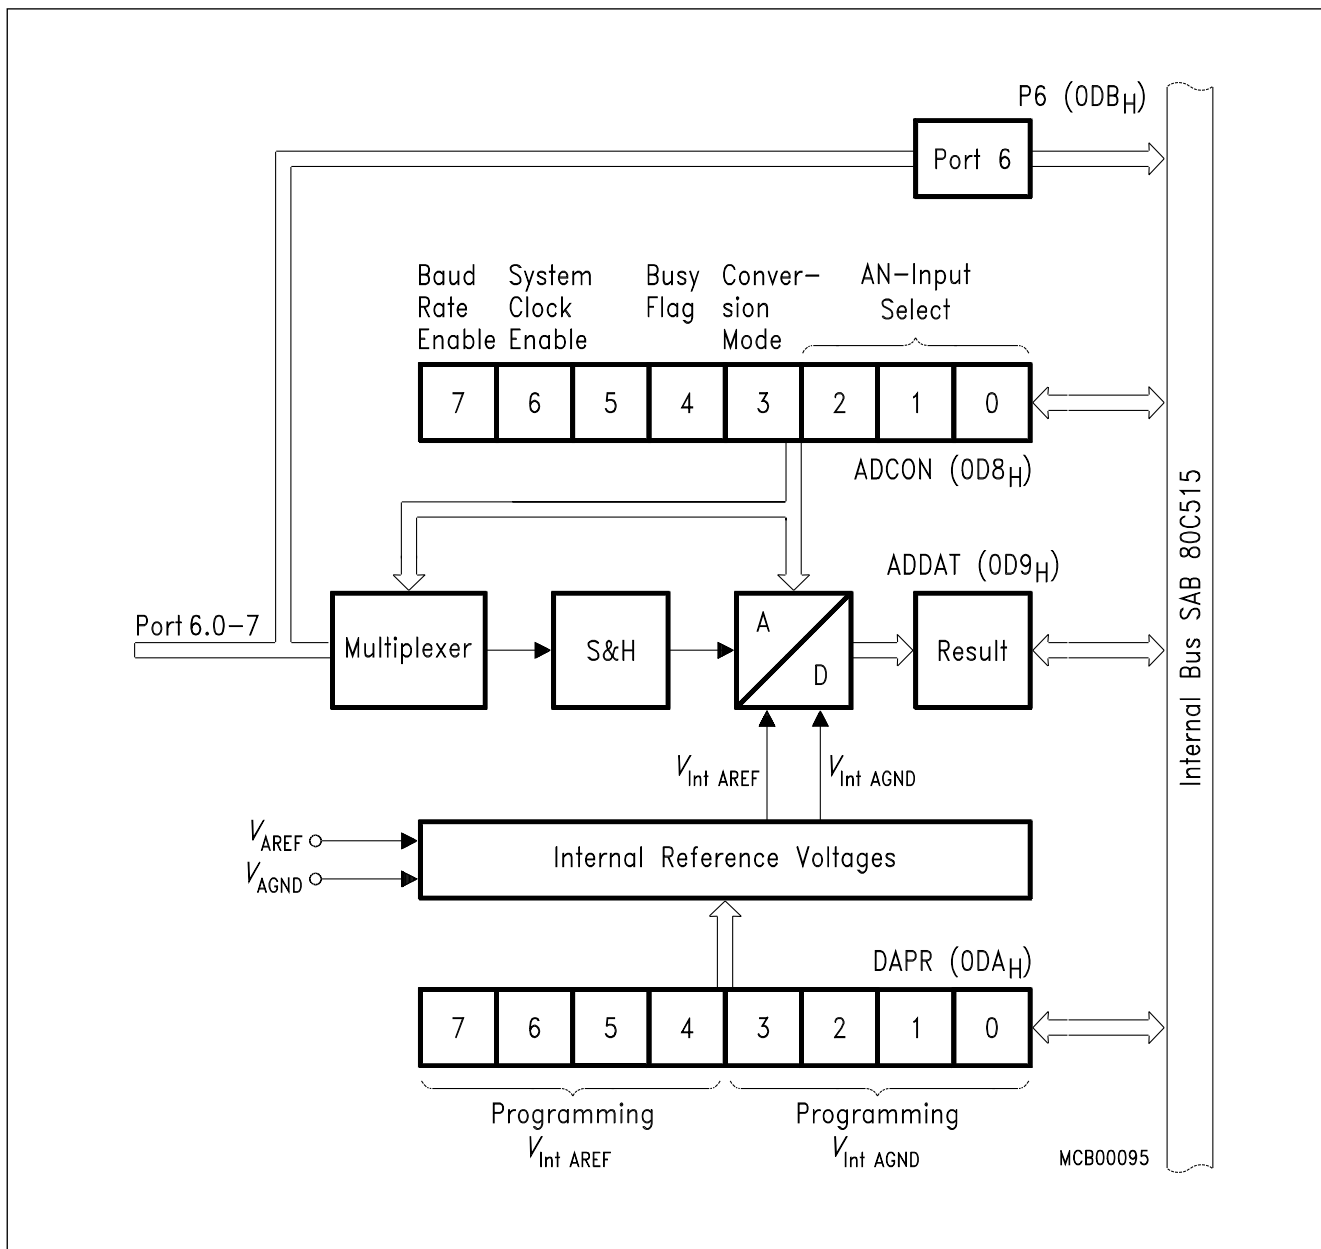 P6 (0DBH)
Port 6
Baud Rate Enable
System Clock Enable
Busy Flag
Conver-
sion
Mode
AN-Input
Select
7 6 5 4 3 2 1 0
ADCON (0D8H)
ADDAT (0D9H)
Port 6.0-7
Multiplexer
S&H
A
D
Result
Internal Bus SAB 80C515
VInt AREF
VInt AGND
VAREF
VAGND
Internal Reference Voltages
DAPR (0DAH)
7 6 5 4 3 2 1 0
Programming
VInt AREF
Programming
VInt AGND
MCB00095